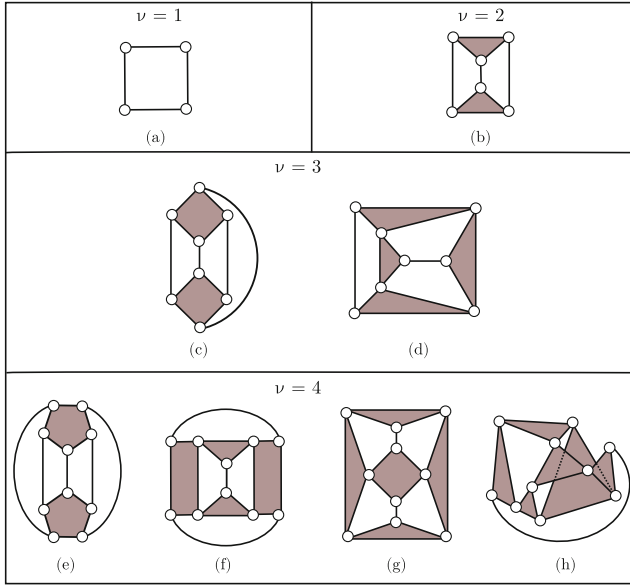 ν = 1
ν = 2
(a)
(b)
ν = 3
(c)
(d)
ν = 4
(e)
(f)
(g)
(h)